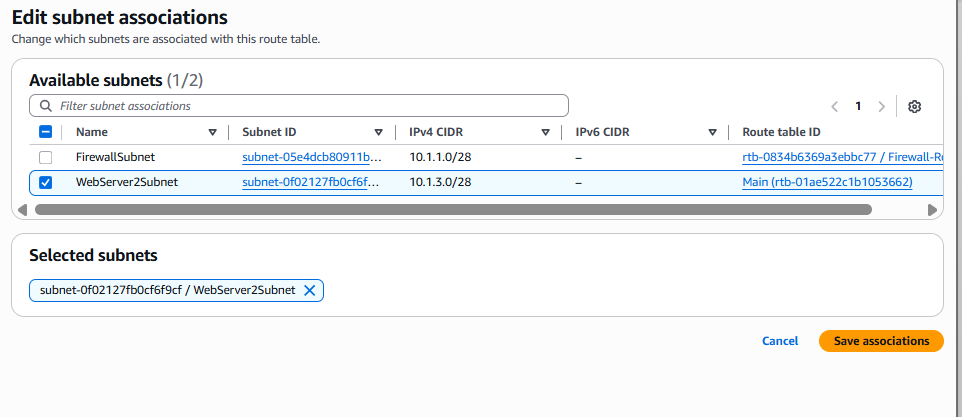 Edit subnet associations
Change which subnets are associated with this route table.
Available subnets (1/2)
Filter subnet associations
1
Name Subnet ID IPv4 CIDR IPv6 CIDR Route table ID
FirewallSubnet subnet-05e4dcb80911b... 10.1.1.0/28 – rtb-0834b6369a3ebbc77 / Firewall-R
WebServer2Subnet subnet-0f02127fb0cf6f... 10.1.3.0/28 – Main (rtb-01ae522c1b1053662)
Selected subnets
subnet-0f02127fb0cf6f9cf / WebServer2Subnet
Cancel Save associations